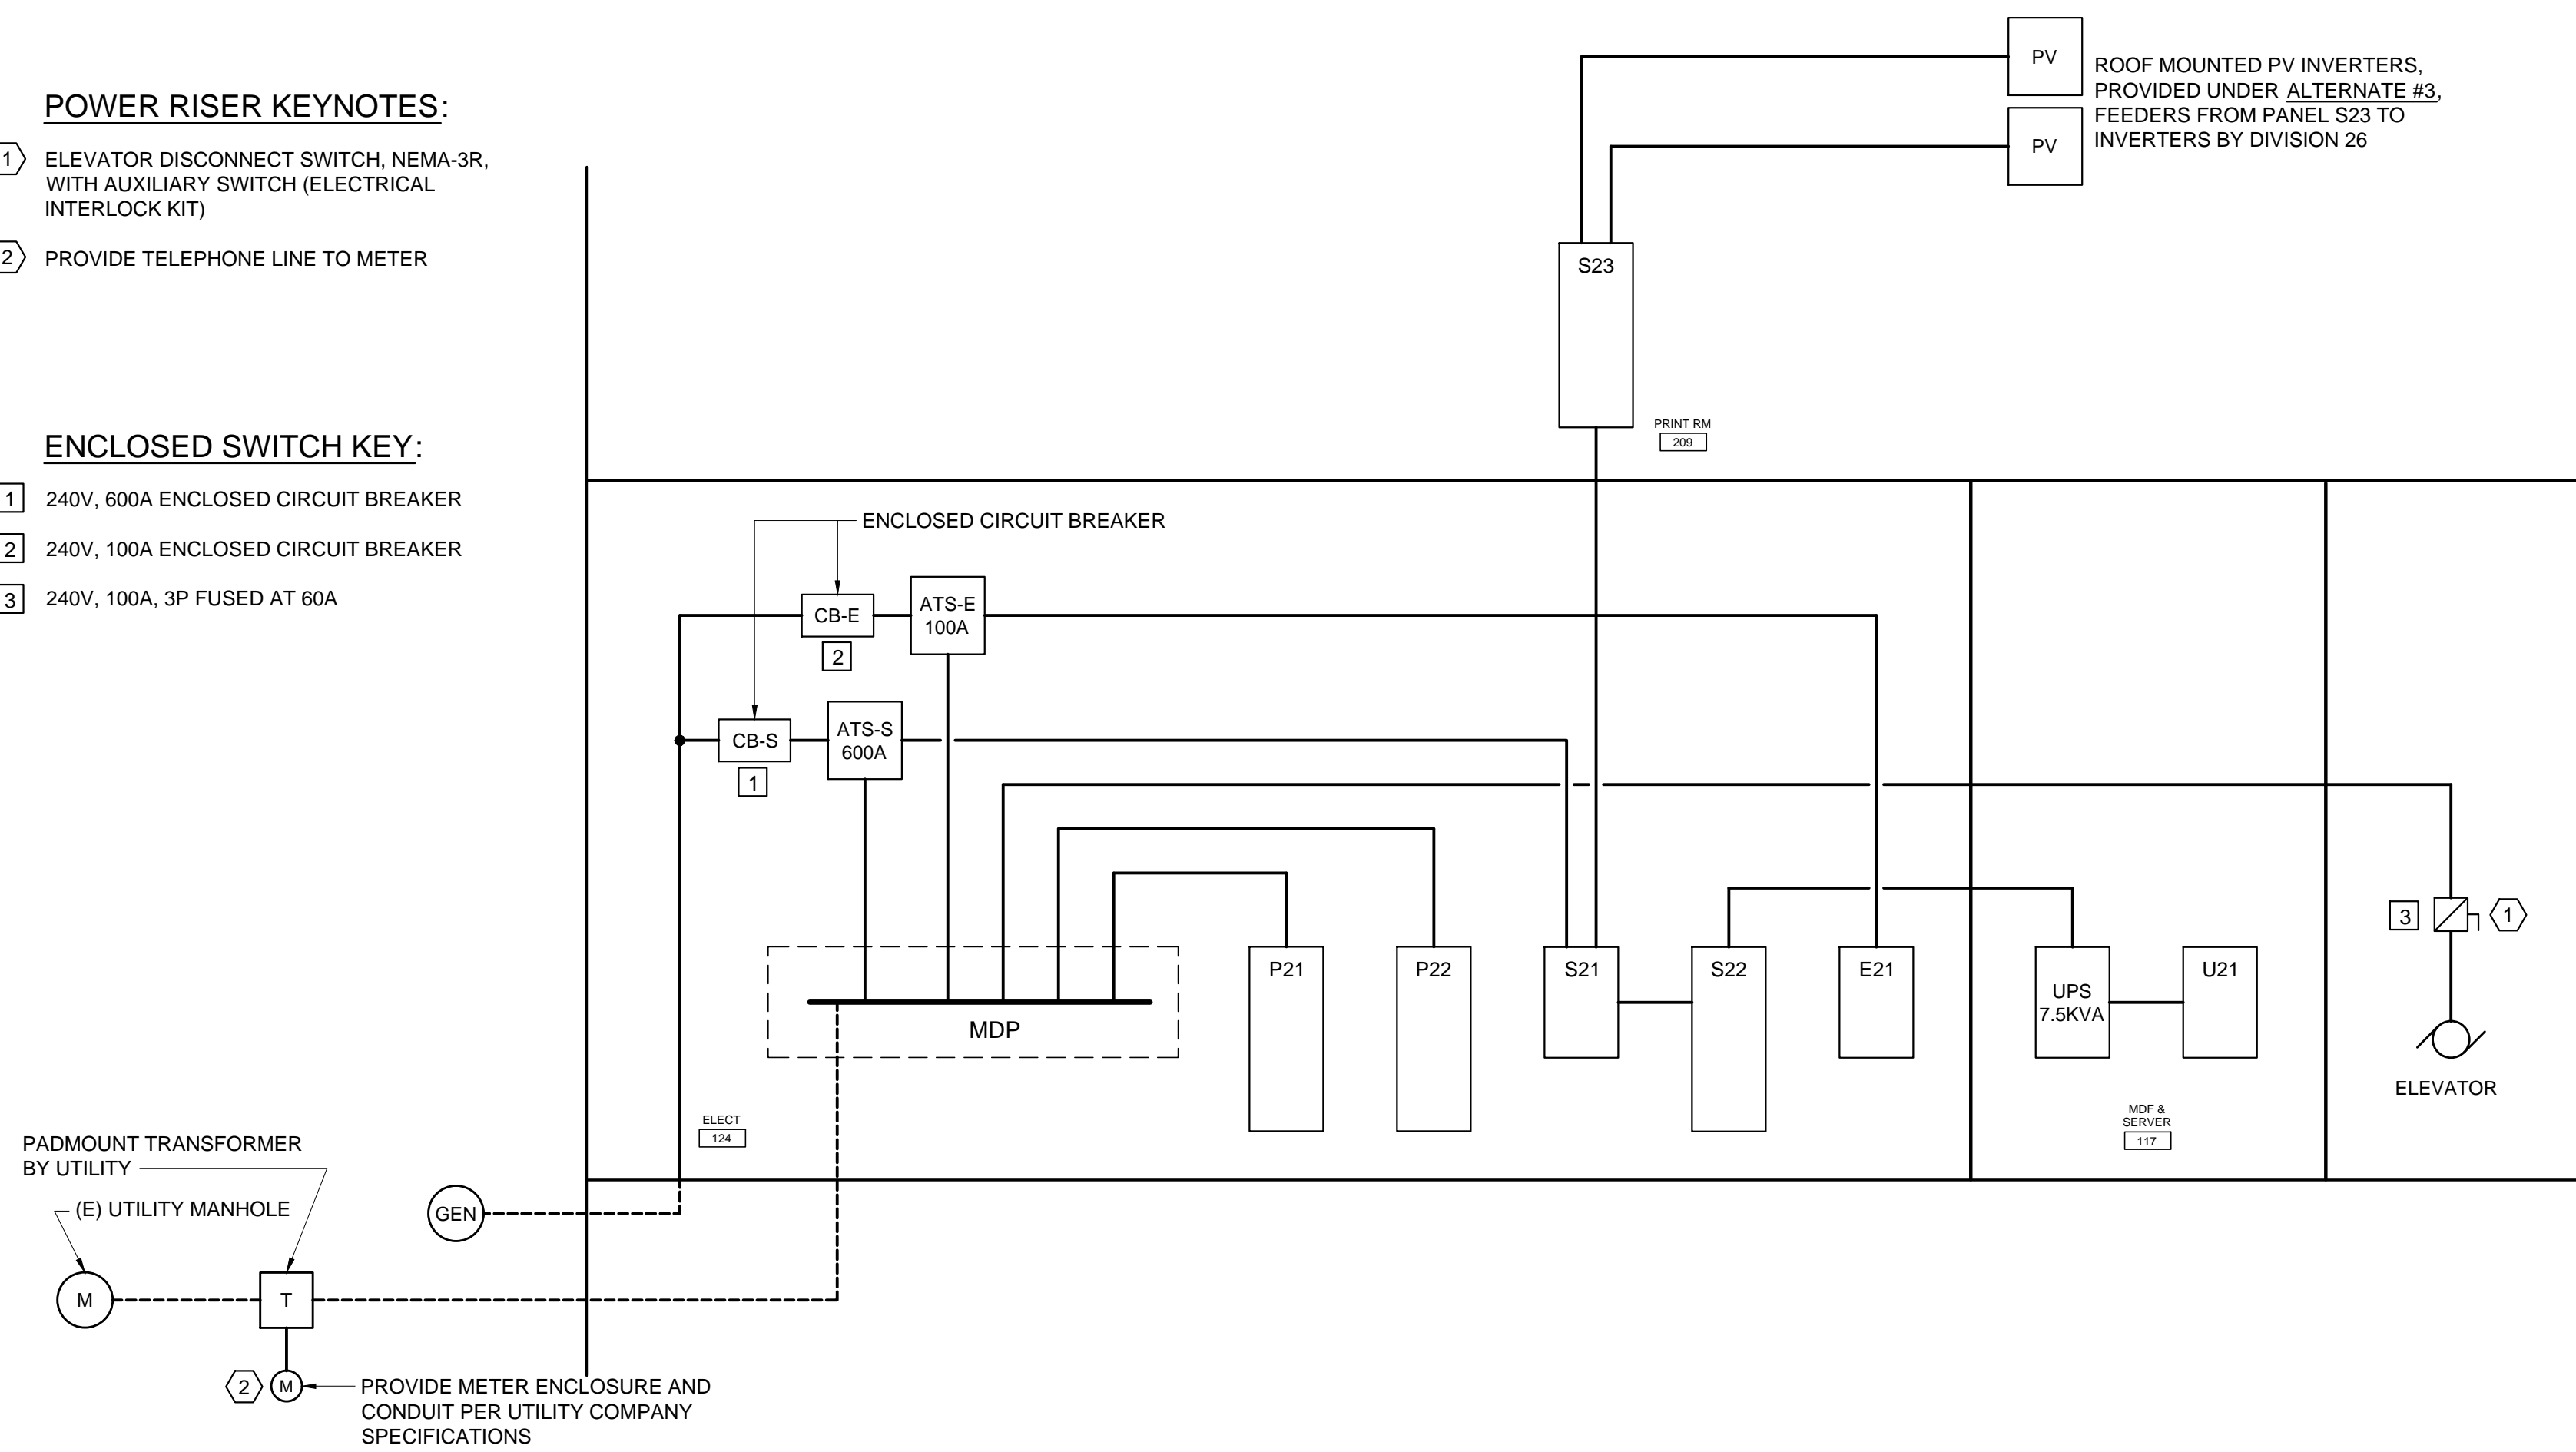 POWER RISER KEYNOTES:
1 ELEVATOR DISCONNECT SWITCH, NEMA-3R,
WITH AUXILIARY SWITCH (ELECTRICAL
INTERLOCK KIT)
2 PROVIDE TELEPHONE LINE TO METER
ENCLOSED SWITCH KEY:
1 240V, 600A ENCLOSED CIRCUIT BREAKER
2 240V, 100A ENCLOSED CIRCUIT BREAKER
3 240V, 100A, 3P FUSED AT 60A
PV
PV
ROOF MOUNTED PV INVERTERS,
PROVIDED UNDER ALTERNATE #3,
FEEDERS FROM PANEL S23 TO
INVERTERS BY DIVISION 26
S23
PRINT RM
209
ENCLOSED CIRCUIT BREAKER
CB-E
2
ATS-E
100A
CB-S
1
ATS-S
600A
MDP
P21
P22
S21
S22
E21
UPS
7.5KVA
U21
3
1
ELEVATOR
ELECT
124
MDF &
SERVER
117
PADMOUNT TRANSFORMER
BY UTILITY
(E) UTILITY MANHOLE
GEN
M
T
2
M
PROVIDE METER ENCLOSURE AND
CONDUIT PER UTILITY COMPANY
SPECIFICATIONS